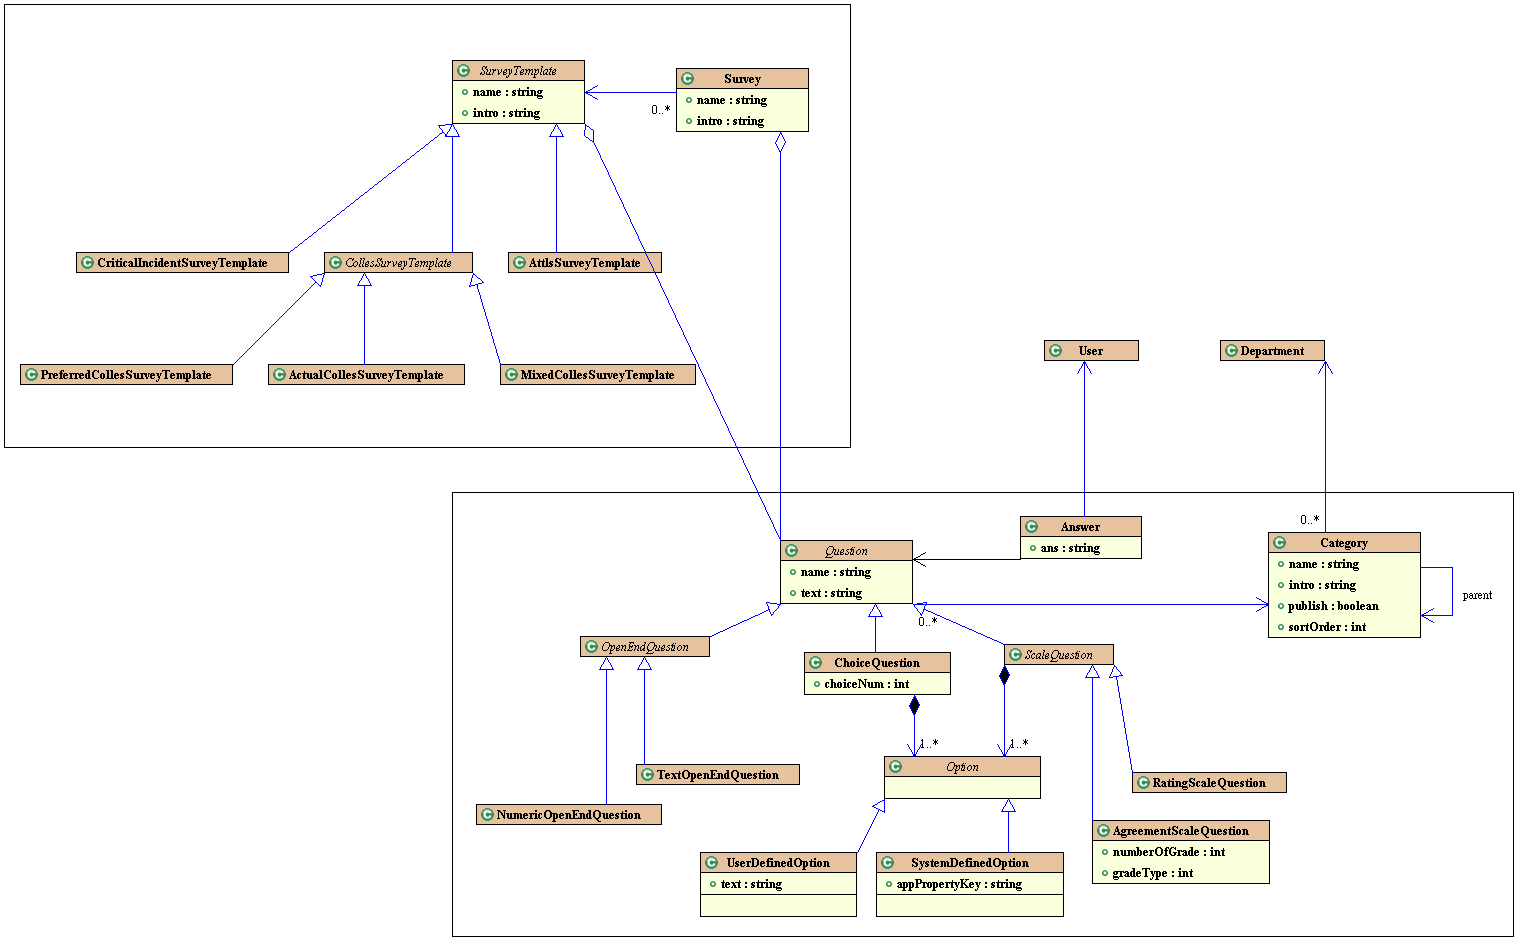 SurveyTemplate
name : string
intro : string
Survey
name : string
intro : string
0..*
CriticalIncidentSurveyTemplate
CollesSurveyTemplate
AttlsSurveyTemplate
PreferredCollesSurveyTemplate
ActualCollesSurveyTemplate
MixedCollesSurveyTemplate
User
Department
0..*
Answer
ans : string
Category
name : string
intro : string
publish : boolean
sortOrder : int
parent
Question
name : string
text : string
0..*
OpenEndQuestion
ChoiceQuestion
choiceNum : int
ScaleQuestion
1..*
1..*
Option
TextOpenEndQuestion
NumericOpenEndQuestion
RatingScaleQuestion
AgreementScaleQuestion
numberOfGrade : int
gradeType : int
UserDefinedOption
text : string
SystemDefinedOption
appPropertyKey : string